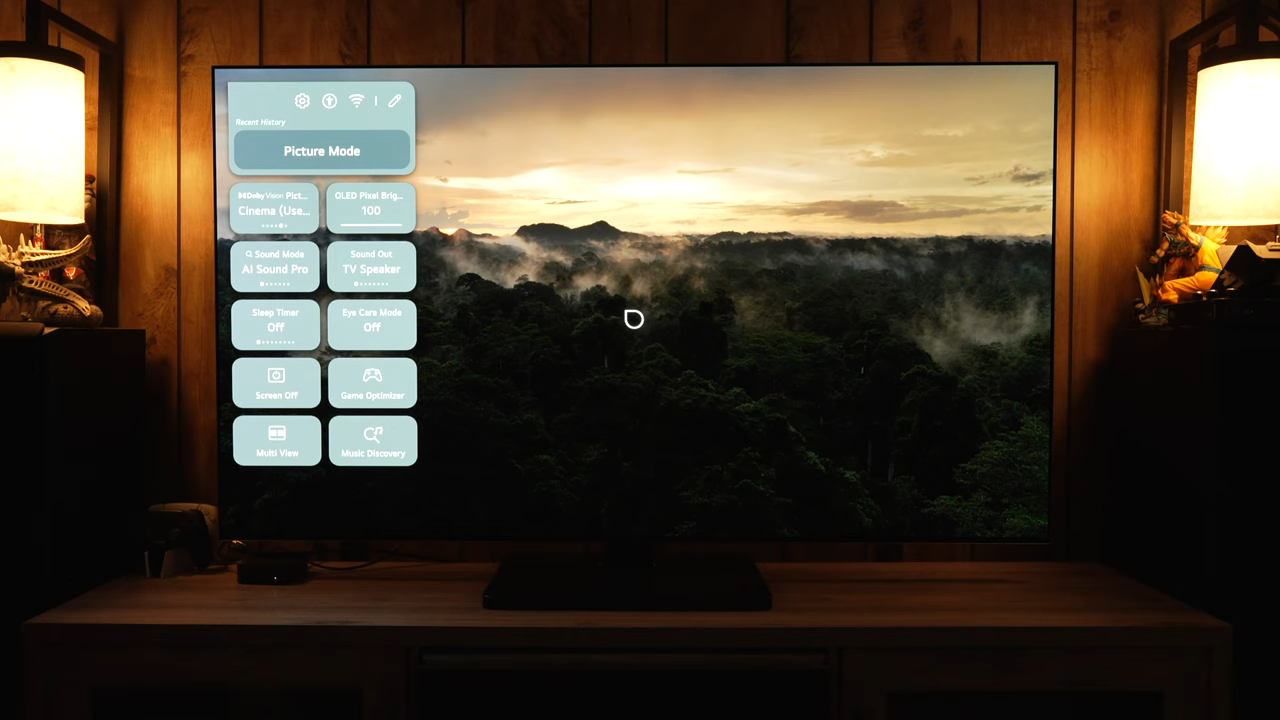 Recent History
Picture Mode
Dolby Vision Pict...
Cinema (Use...
OLED Pixel Brig...
100
Sound Mode
AI Sound Pro
Sound Out
TV Speaker
Sleep Timer
Off
Eye Care Mode
Off
Screen Off
Game Optimizer
Multi View
Music Discovery